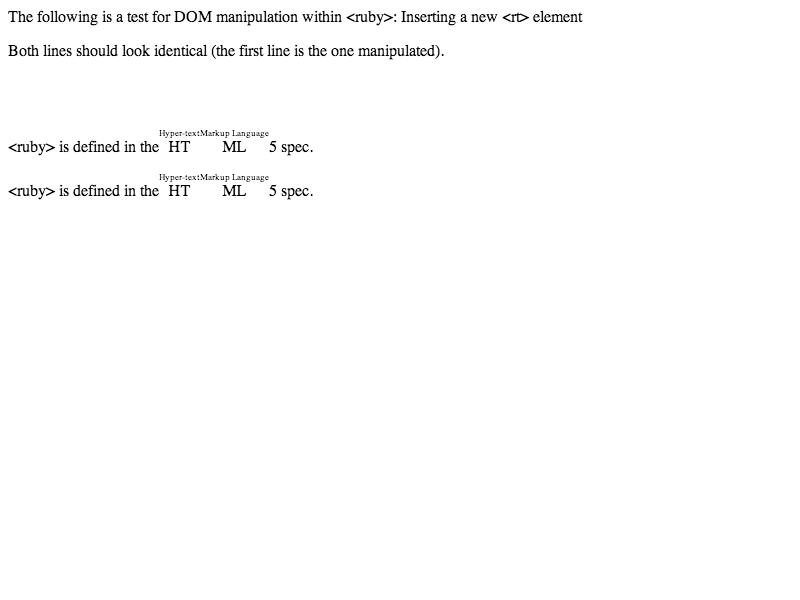 The following is a test for DOM manipulation within <ruby>: Inserting a new <rt> element
Both lines should look identical (the first line is the one manipulated).
Hyper-textMarkup Language
<ruby> is defined in the HT ML 5 spec.
Hyper-textMarkup Language
<ruby> is defined in the HT ML 5 spec.